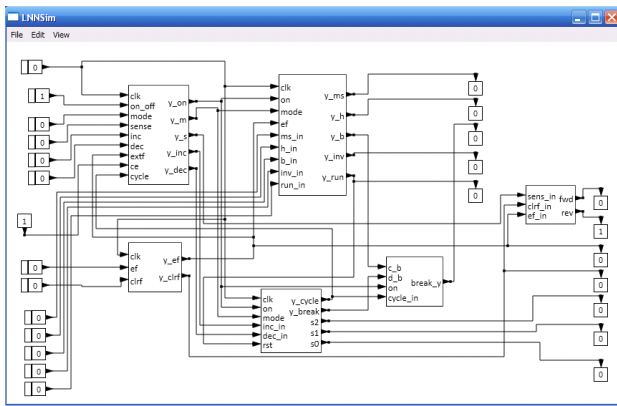 LNNSim
File Edit View
0
1
0
0
0
0
0
1
0
0
0
0
0
0
0
clk
on_off
mode
sense
inc
dec
extf
ce
cycle
y_on
y_m
y_s
y_inc
y_dec
clk
on
mode
ef
ms_in
h_in
b_in
inv_in
run_in
y_ms
y_h
y_b
y_inv
y_run
0
0
0
0
0
clk
ef
clrf
y_ef
y_clrf
clk
on
mode
inc_in
dec_in
rst
y_cycle
y_break
s2
s1
s0
c_b
d_b
on
cycle_in
break_y
sens_in
clrf_in
ef_in
fwd
rev
0
1
0
0
0
0
0